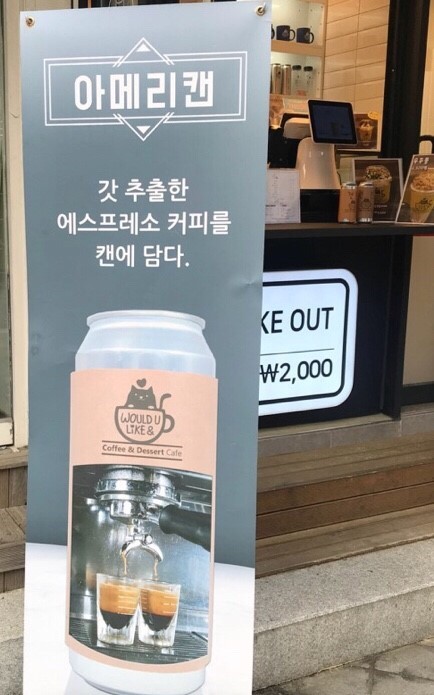 아메리캔
갓 추출한
에스프레소 커피를
캔에 담다.
WOULD U
LIKE &
Coffee & Dessert Cafe
KE OUT
₩2,000